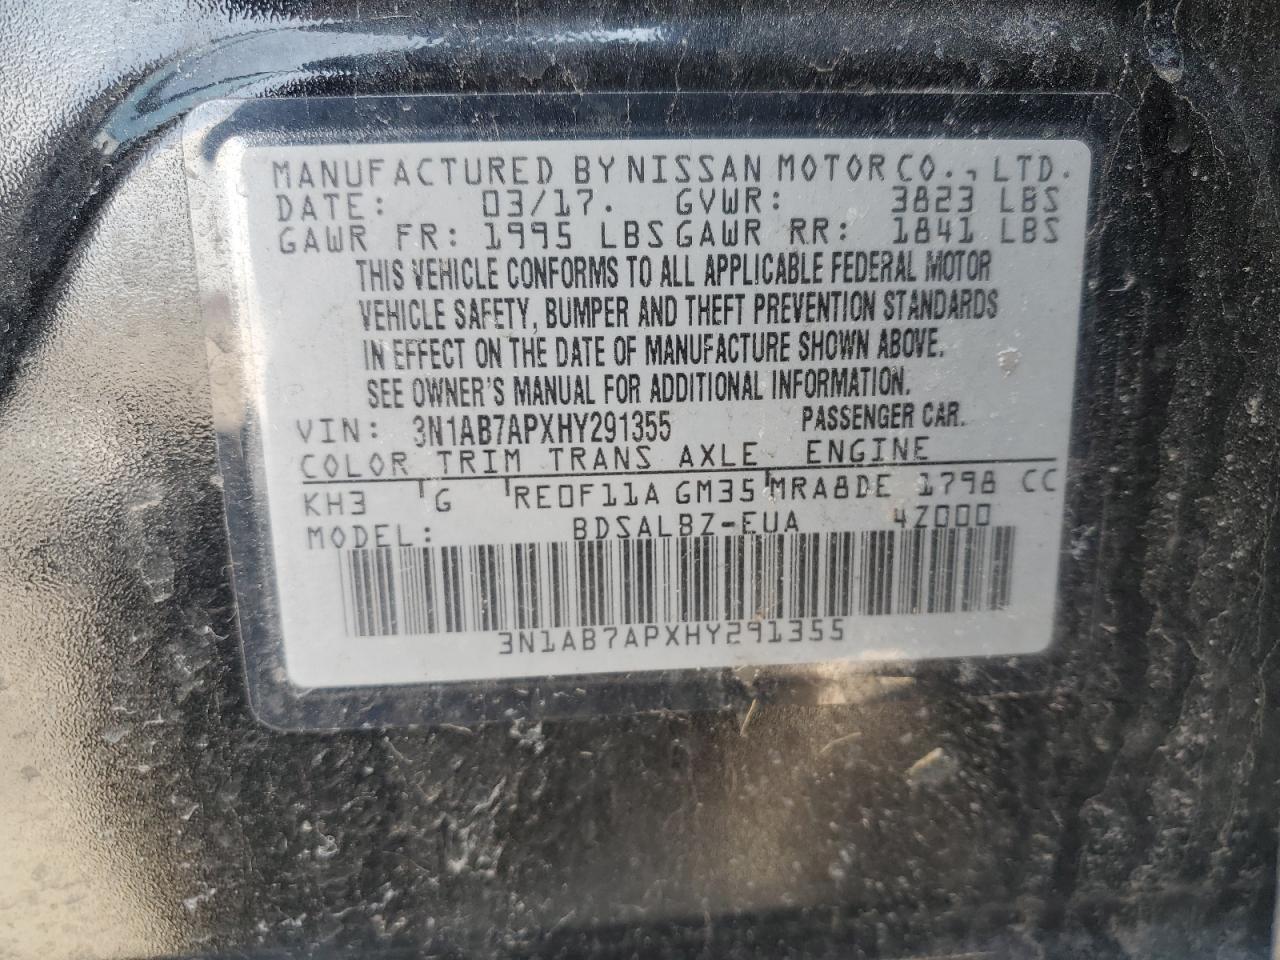 MANUFACTURED BY NISSAN MOTOR CO., LTD.
DATE: 03/17. GVWR: 3823 LBS
GAWR FR: 1995 LBS GAWR RR: 1841 LBS
THIS VEHICLE CONFORMS TO ALL APPLICABLE FEDERAL MOTOR
VEHICLE SAFETY, BUMPER AND THEFT PREVENTION STANDARDS
IN EFFECT ON THE DATE OF MANUFACTURE SHOWN ABOVE.
SEE OWNER'S MANUAL FOR ADDITIONAL INFORMATION.
VIN: 3N1AB7APXHY291355 PASSENGER CAR.
COLOR TRIM TRANS AXLE ENGINE
KH3 G RE0F11A GM35 MRA8DE 1798 CC
MODEL: BDSALBZ-EUA 4Z000
3N1AB7APXHY291355